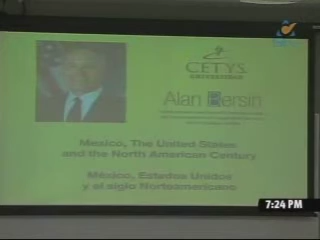 CETYS
UNIVERSIDAD
Alan Bersin
Mexico, The United States
and the North American Century
México, Estados Unidos
y el siglo Norteamericano
7:24 PM